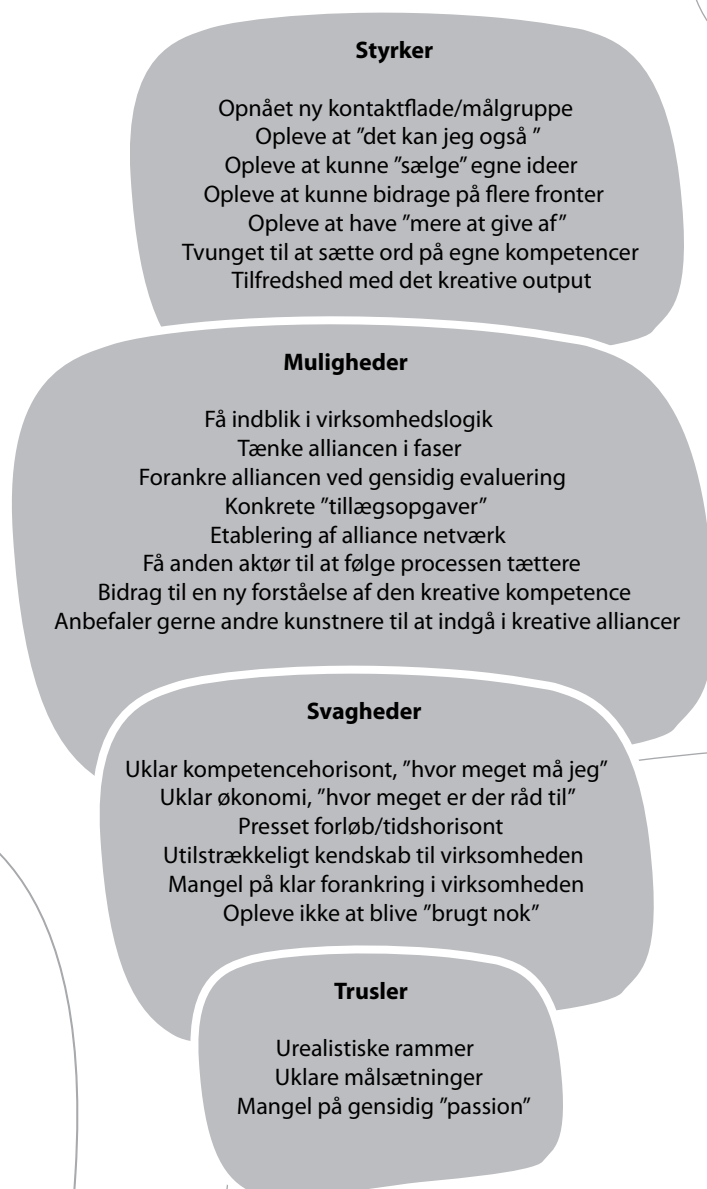 Styrker
Opnået ny kontaktflade/målgruppe
Opleve at ”det kan jeg også ”
Opleve at kunne ”sælge” egne ideer
Opleve at kunne bidrage på flere fronter
Opleve at have ”mere at give af”
Tvunget til at sætte ord på egne kompetencer
Tilfredshed med det kreative output
Muligheder
Få indblik i virksomhedslogik
Tænke alliancen i faser
Forankre alliancen ved gensidig evaluering
Konkrete ”tillægsopgaver”
Etablering af alliance netværk
Få anden aktør til at følge processen tættere
Bidrag til en ny forståelse af den kreative kompetence
Anbefaler gerne andre kunstnere til at indgå i kreative alliancer
Svagheder
Uklar kompetencehorisont, ”hvor meget må jeg”
Uklar økonomi, ”hvor meget er der råd til”
Presset forløb/tidshorisont
Utilstrækkeligt kendskab til virksomheden
Mangel på klar forankring i virksomheden
Opleve ikke at blive ”brugt nok”
Trusler
Urealistiske rammer
Uklare målsætninger
Mangel på gensidig ”passion”